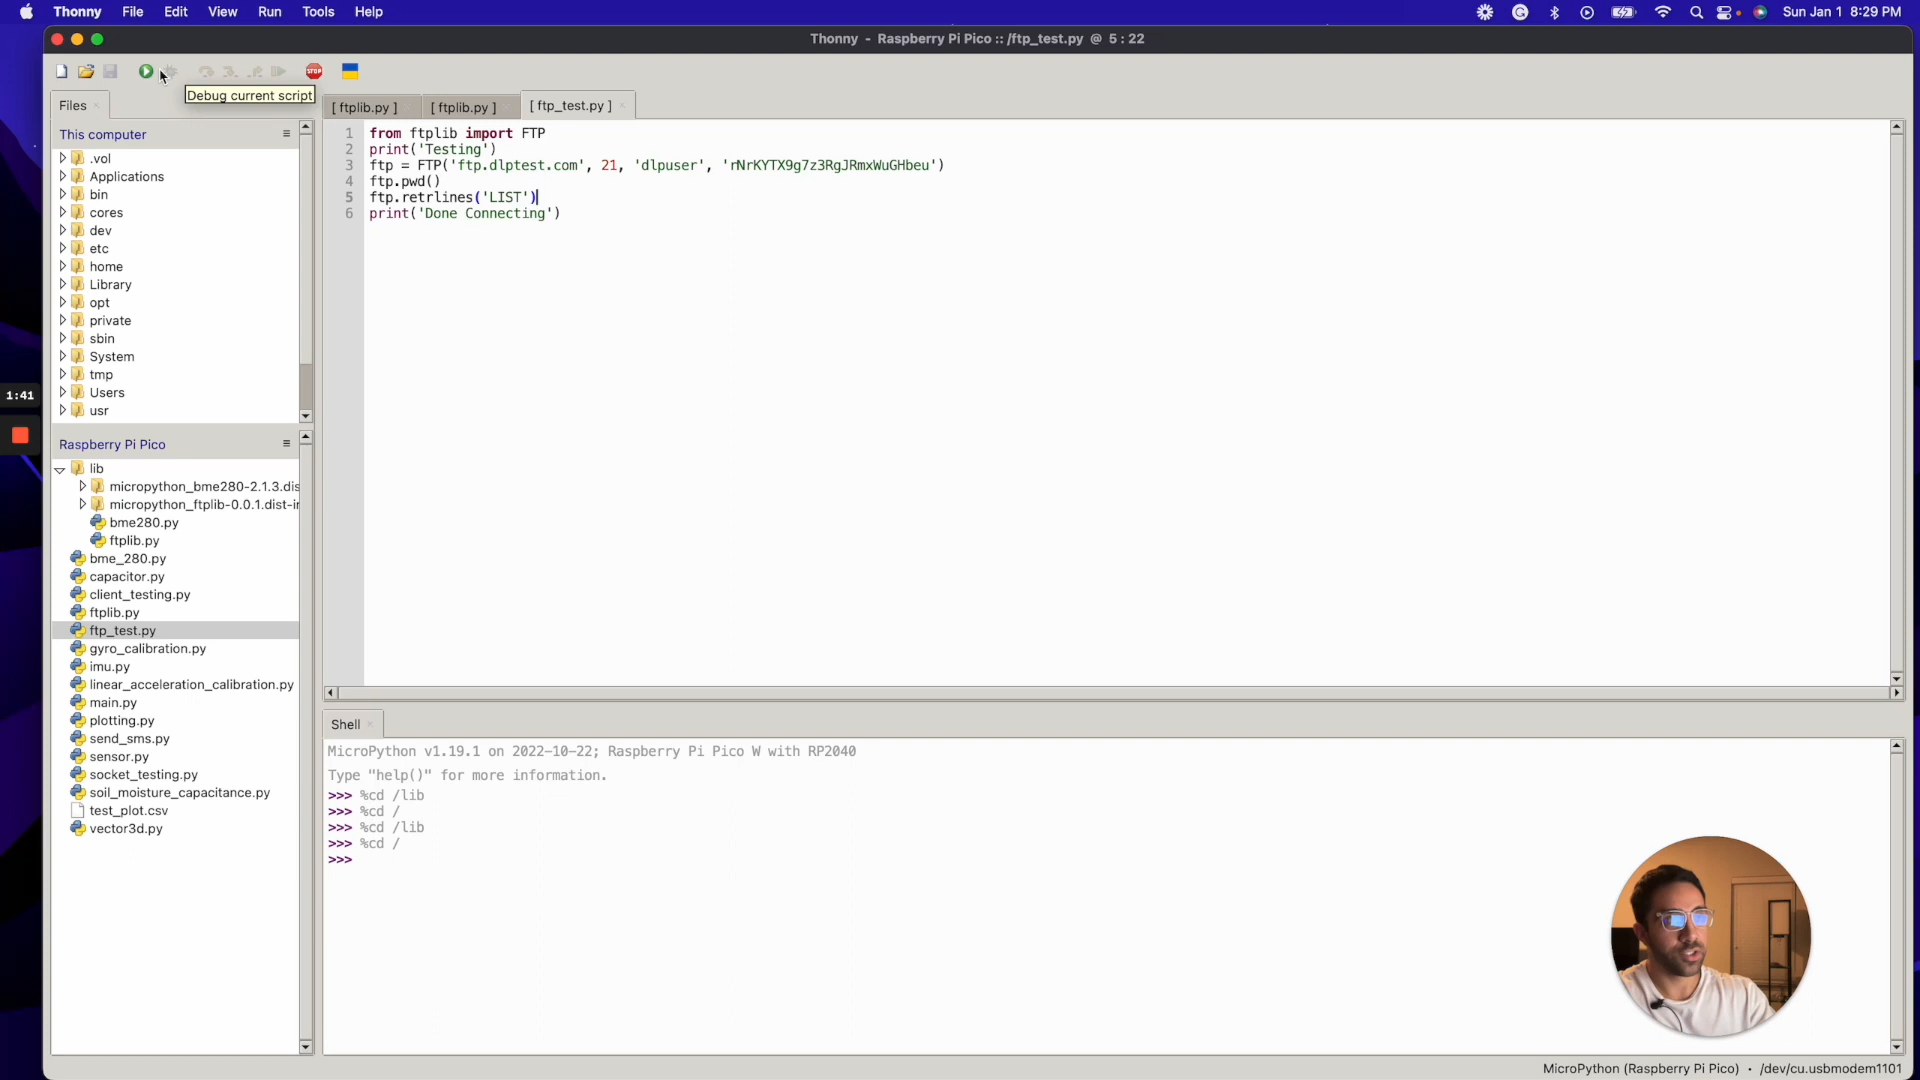 Thonny File Edit View Run Tools Help
Sun Jan 1 8:29 PM
Thonny - Raspberry Pi Pico :: /ftp_test.py @ 5 : 22
STOP
Debug current script
Files
[ ftplib.py ] [ ftplib.py ] [ ftp_test.py ]
This computer
.vol
Applications
bin
cores
dev
etc
home
Library
opt
private
sbin
System
tmp
Users
usr
1:41
Raspberry Pi Pico
lib
micropython_bme280-2.1.3.dis
micropython_ftplib-0.0.1.dist-ir
bme280.py
ftplib.py
bme_280.py
capacitor.py
client_testing.py
ftplib.py
ftp_test.py
gyro_calibration.py
imu.py
linear_acceleration_calibration.py
main.py
plotting.py
send_sms.py
sensor.py
socket_testing.py
soil_moisture_capacitance.py
test_plot.csv
vector3d.py
1 from ftplib import FTP
2 print('Testing')
3 ftp = FTP('ftp.dlptest.com', 21, 'dlpuser', 'rNrKYTX9g7z3RgJRmxWuGHbeu')
4 ftp.pwd()
5 ftp.retrlines('LIST')
6 print('Done Connecting')
Shell
MicroPython v1.19.1 on 2022-10-22; Raspberry Pi Pico W with RP2040
Type "help()" for more information.
>>> %cd /lib
>>> %cd /
>>> %cd /lib
>>> %cd /
>>>
MicroPython (Raspberry Pi Pico) • /dev/cu.usbmodem1101